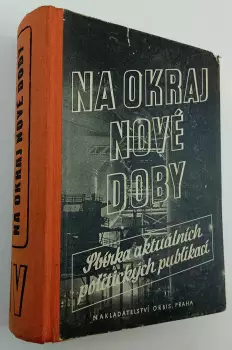 NA OKRAJ NOVÉ DOBY
V
NA OKRAJ
NOVÉ
DOBY
Sbírka aktuálních
politických publikací
NAKLADATELSTVÍ ORBIS, PRAHA